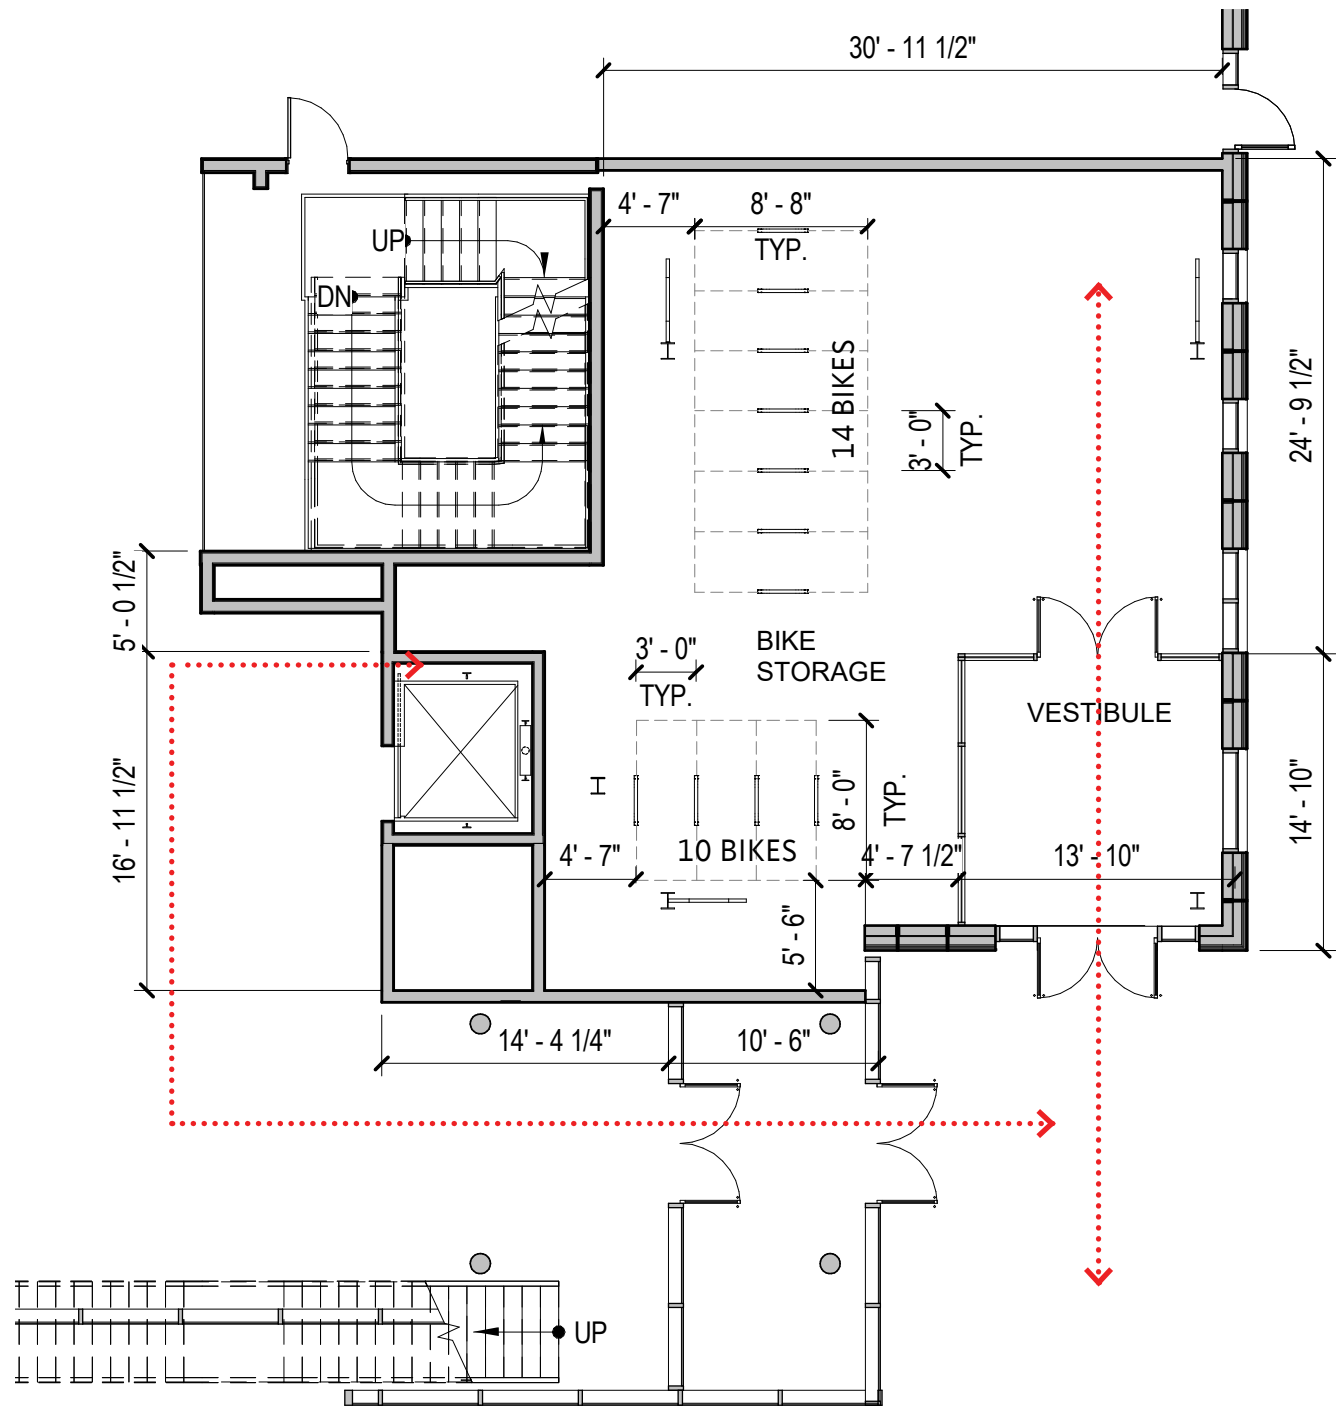 30' - 11 1/2"
4' - 7"
8' - 8"
TYP.
UP
DN
14 BIKES
3' - 0"
TYP.
24' - 9 1/2"
5' - 0 1/2"
3' - 0"
TYP.
BIKE
STORAGE
VESTIBULE
16' - 11 1/2"
8' - 0"
TYP.
14' - 10"
10 BIKES
4' - 7"
4' - 7 1/2"
13' - 10"
5' - 6"
14' - 4 1/4"
10' - 6"
UP